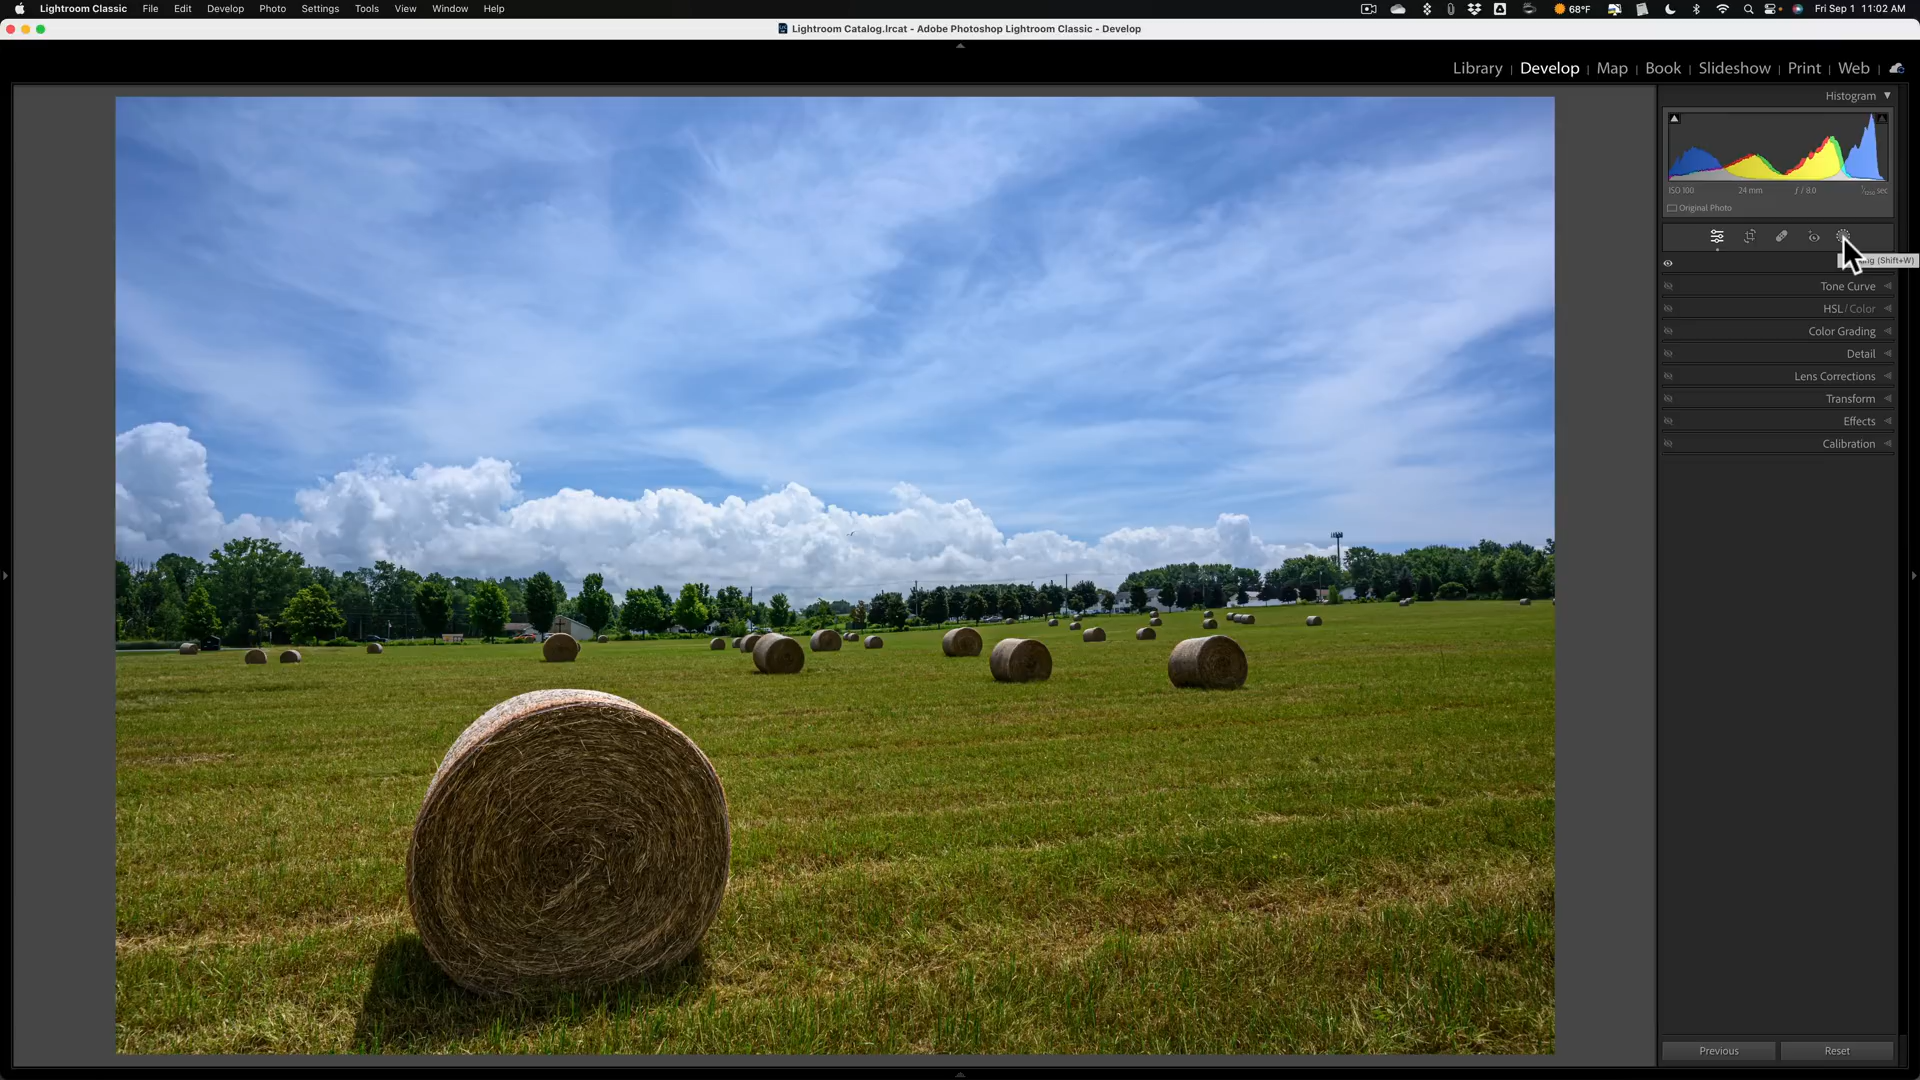 Lightroom Classic File Edit Develop Photo Settings Tools View Window Help 68°F Fri Sep 1 11:02 AM
Lightroom Catalog.lrcat - Adobe Photoshop Lightroom Classic - Develop
Library | Develop | Map | Book | Slideshow | Print | Web |
Histogram
ISO 100 24 mm ƒ / 8.0 sec
Original Photo
(Shift+W)
Tone Curve
HSL / Color
Color Grading
Detail
Lens Corrections
Transform
Effects
Calibration
Previous Reset